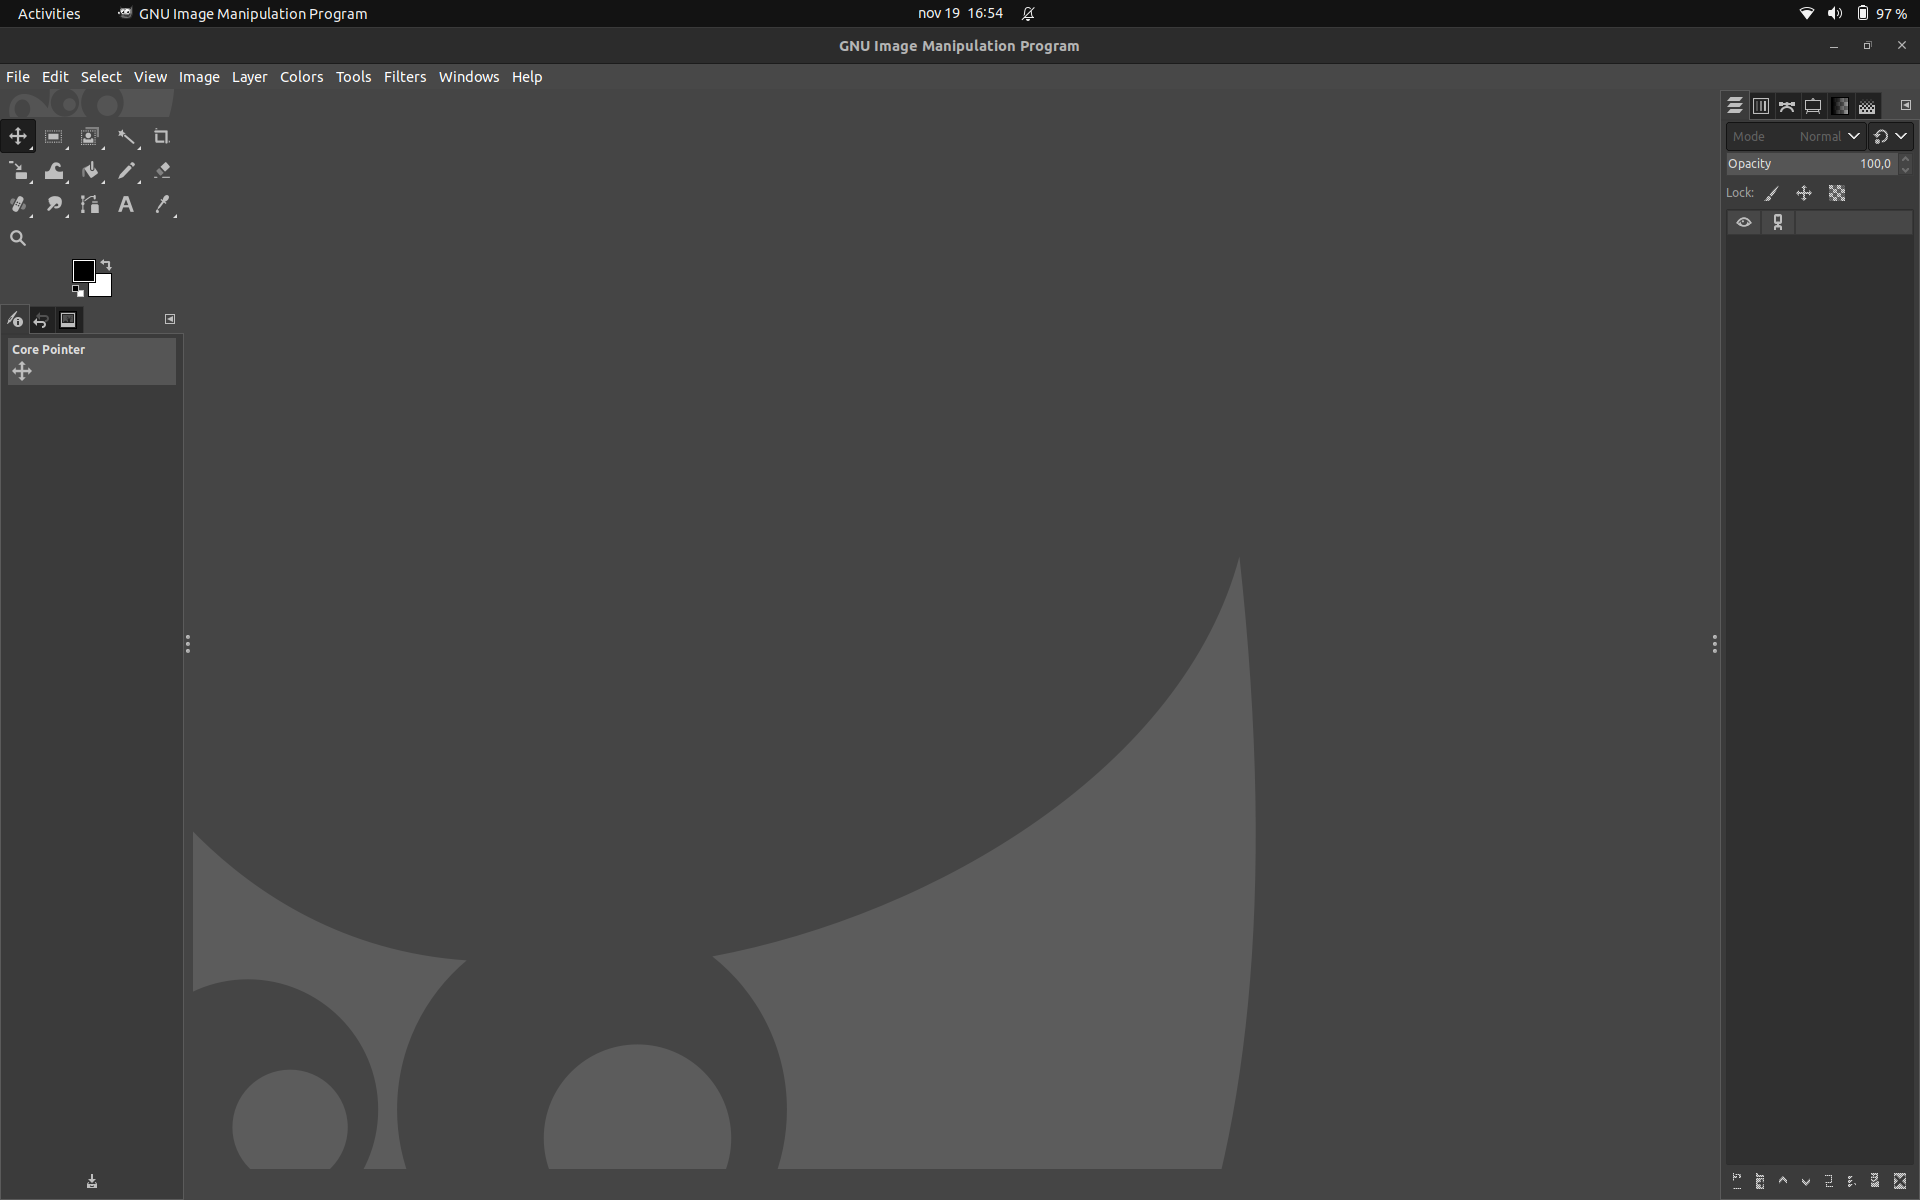 Activities GNU Image Manipulation Program nov 19 16:54 97 %
GNU Image Manipulation Program
File Edit Select View Image Layer Colors Tools Filters Windows Help
Mode Normal
Opacity 100,0
Lock:
Core Pointer